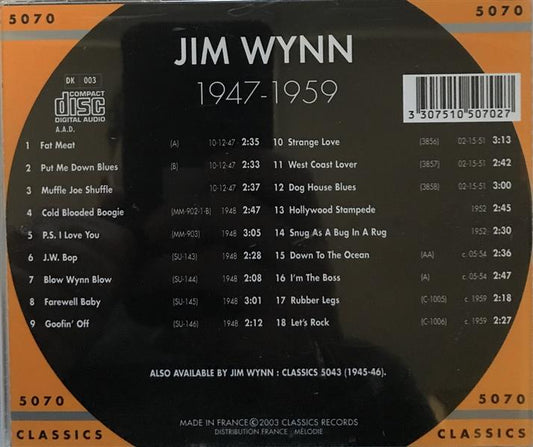 5070
5070
JIM WYNN
1947-1959
DK 003
COMPACT
disc
DIGITAL AUDIO
A.A.D.
3 307510 507027
1 Fat Meat (A) 10-12-47 2:35
2 Put Me Down Blues (B) 10-12-47 2:33
3 Muffle Joe Shuffle 10-12-47 2:37
4 Cold Blooded Boogie (MM-902-1-B) 1948 2:47
5 P.S. I Love You (MM-903) 1948 3:05
6 J.W. Bop (SU-143) 1948 2:28
7 Blow Wynn Blow (SU-144) 1948 2:08
8 Farewell Baby (SU-145) 1948 3:01
9 Goofin' Off (SU-146) 1948 2:12
10 Strange Love (3856) 02-15-51 3:13
11 West Coast Lover (3857) 02-15-51 2:42
12 Dog House Blues (3858) 02-15-51 3:00
13 Hollywood Stampede 1952 2:45
14 Snug As A Bug In A Rug 1952 2:30
15 Down To The Ocean (AA) c. 05-54 2:36
16 I'm The Boss (A) c. 05-54 2:47
17 Rubber Legs (C-1005) c. 1959 2:18
18 Let's Rock (C-1006) c. 1959 2:27
ALSO AVAILABLE BY JIM WYNN : CLASSICS 5043 (1945-46).
5070
5070
MADE IN FRANCE ©2003 CLASSICS RECORDS
DISTRIBUTION FRANCE : MÉLODIE
CLASSICS
CLASSICS